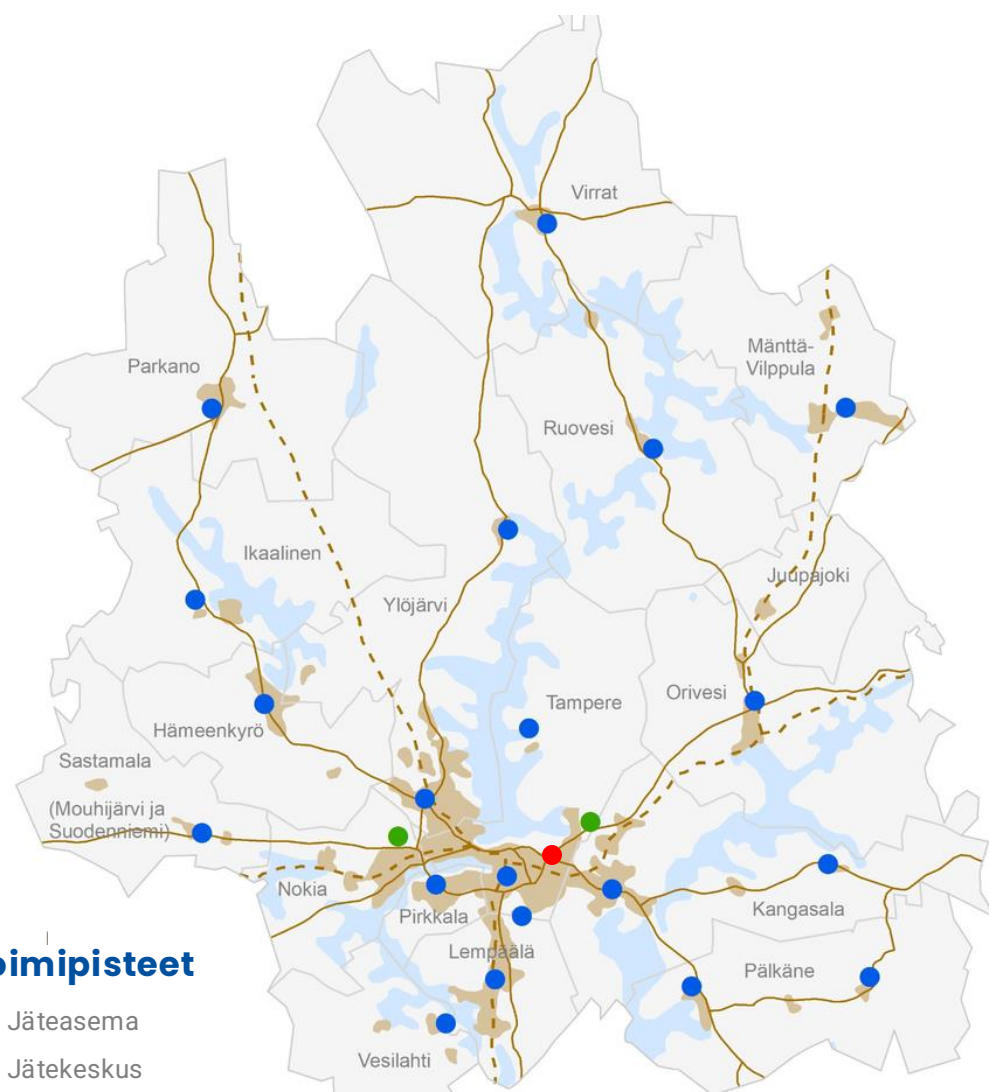 Virrat
Mänttä-
Vilppula
Parkano
Ruovesi
Ikaalinen
Juupajoki
Ylöjärvi
Orivesi
Tampere
Hämeenkyrö
Sastamala
(Mouhijärvi ja
Suodenniemi)
Nokia
Pirkkala
Kangasala
Lempäälä
Pälkäne
oimipisteet
Jäteasema
Vesilahti
Jätekeskus